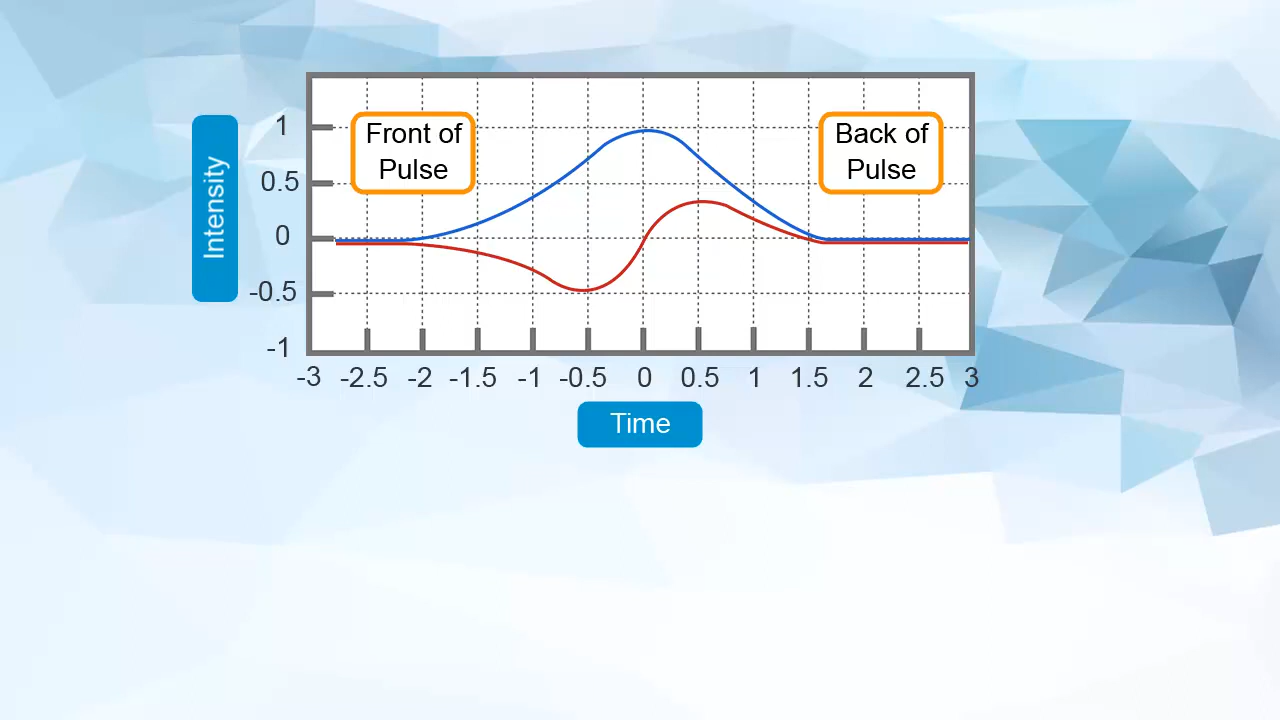 Front of
Pulse
Back of
Pulse
Intensity
1
0.5
0
-0.5
-1
-3 -2.5 -2 -1.5 -1 -0.5 0 0.5 1 1.5 2 2.5 3
Time